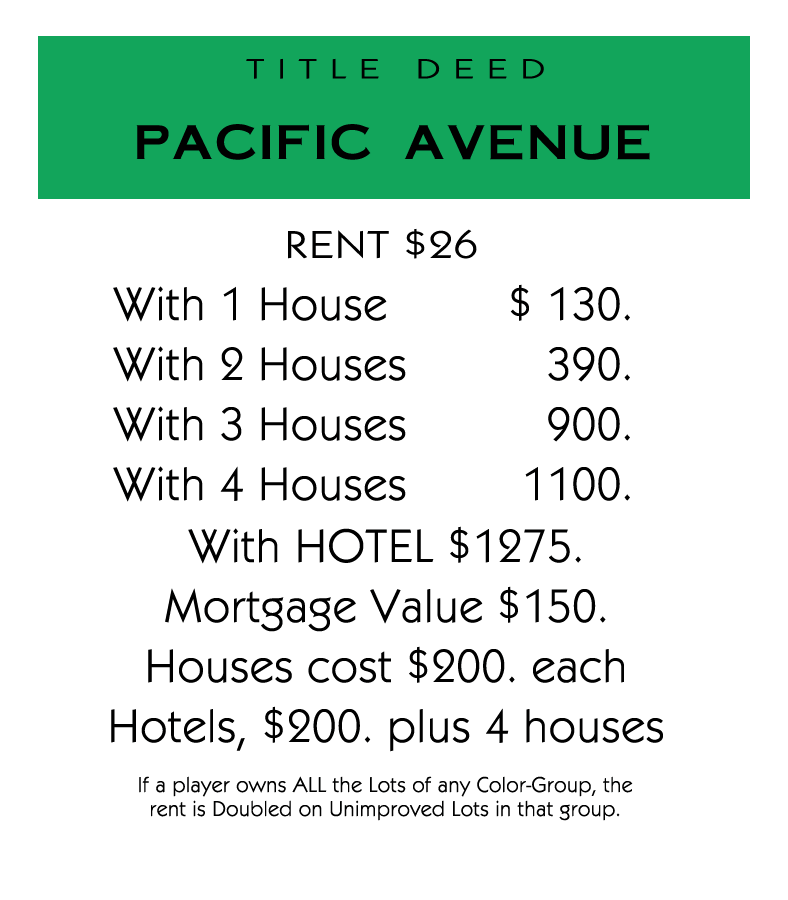 TITLE DEED
PACIFIC AVENUE
RENT $26
With 1 House $ 130.
With 2 Houses 390.
With 3 Houses 900.
With 4 Houses 1100.
With HOTEL $1275.
Mortgage Value $150.
Houses cost $200. each
Hotels, $200. plus 4 houses
If a player owns ALL the Lots of any Color-Group, the
rent is Doubled on Unimproved Lots in that group.